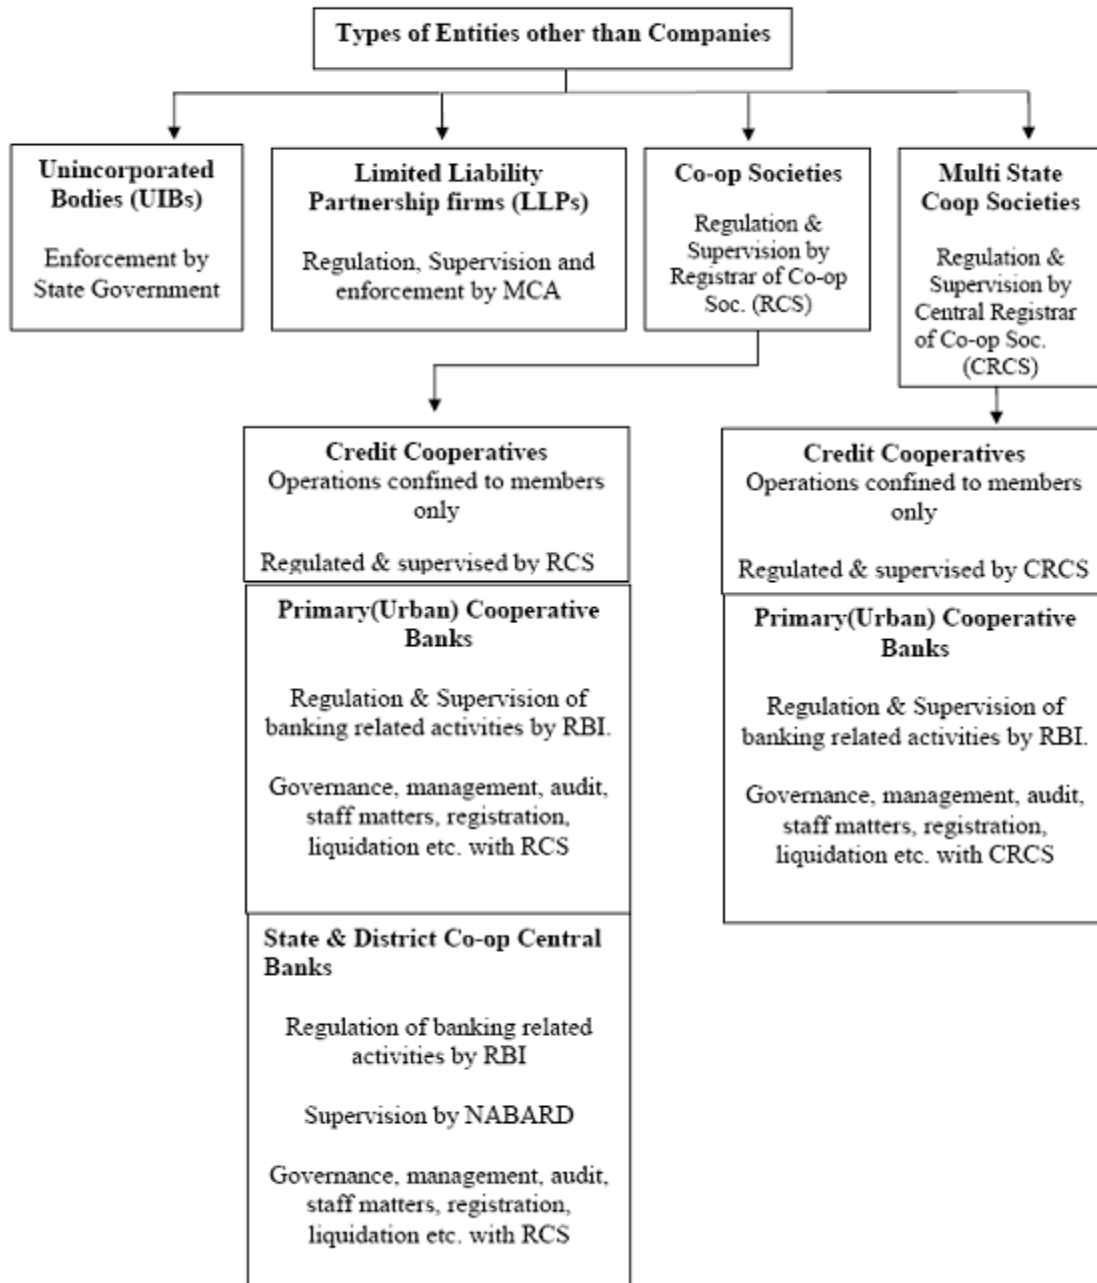 Types of Entities other than Companies
Unincorporated
Bodies (UIBs)
Enforcement by
State Government
Limited Liability
Partnership firms (LLPs)
Regulation, Supervision and
enforcement by MCA
Co-op Societies
Regulation &
Supervision by
Registrar of Co-op
Soc. (RCS)
Multi State
Coop Societies
Regulation &
Supervision by
Central Registrar
of Co-op Soc.
(CRCS)
Credit Cooperatives
Operations confined to members
only
Regulated & supervised by RCS
Primary(Urban) Cooperative
Banks
Regulation & Supervision of
banking related activities by RBI.
Governance, management, audit,
staff matters, registration,
liquidation etc. with RCS
State & District Co-op Central
Banks
Regulation of banking related
activities by RBI
Supervision by NABARD
Governance, management, audit,
staff matters, registration,
liquidation etc. with RCS
Credit Cooperatives
Operations confined to members
only
Regulated & supervised by CRCS
Primary(Urban) Cooperative
Banks
Regulation & Supervision of
banking related activities by RBI.
Governance, management, audit,
staff matters, registration,
liquidation etc. with CRCS